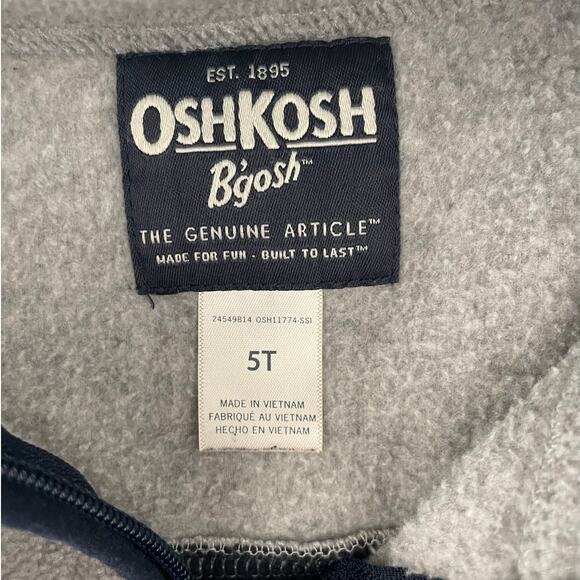 EST. 1895
OSHKOSH
B'gosh™
THE GENUINE ARTICLE™
MADE FOR FUN · BUILT TO LAST™
24549814 OSH11774-SSI
5T
MADE IN VIETNAM
FABRIQUÉ AU VIETNAM
HECHO EN VIETNAM